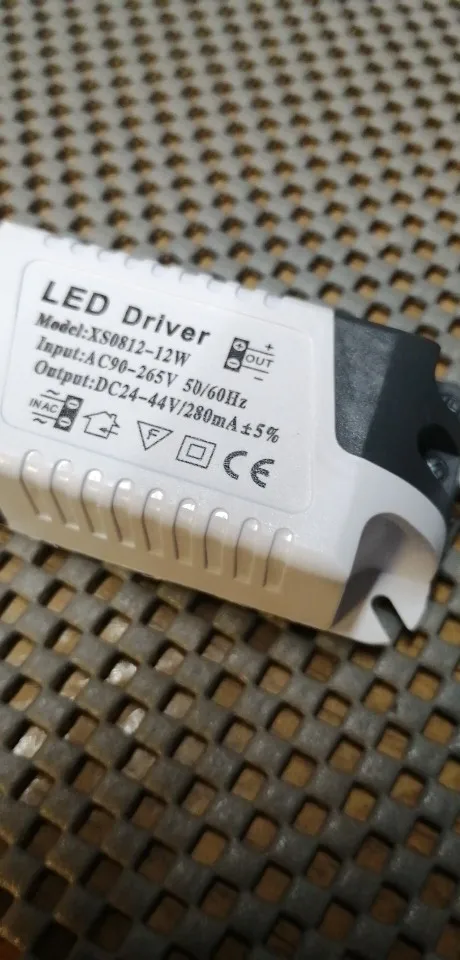 LED Driver
Model:XS0812-12W
Input:AC90-265V 50/60Hz
Output:DC24-44V/280mA±5%
+
OUT
−
~
IN AC
~
F
CE